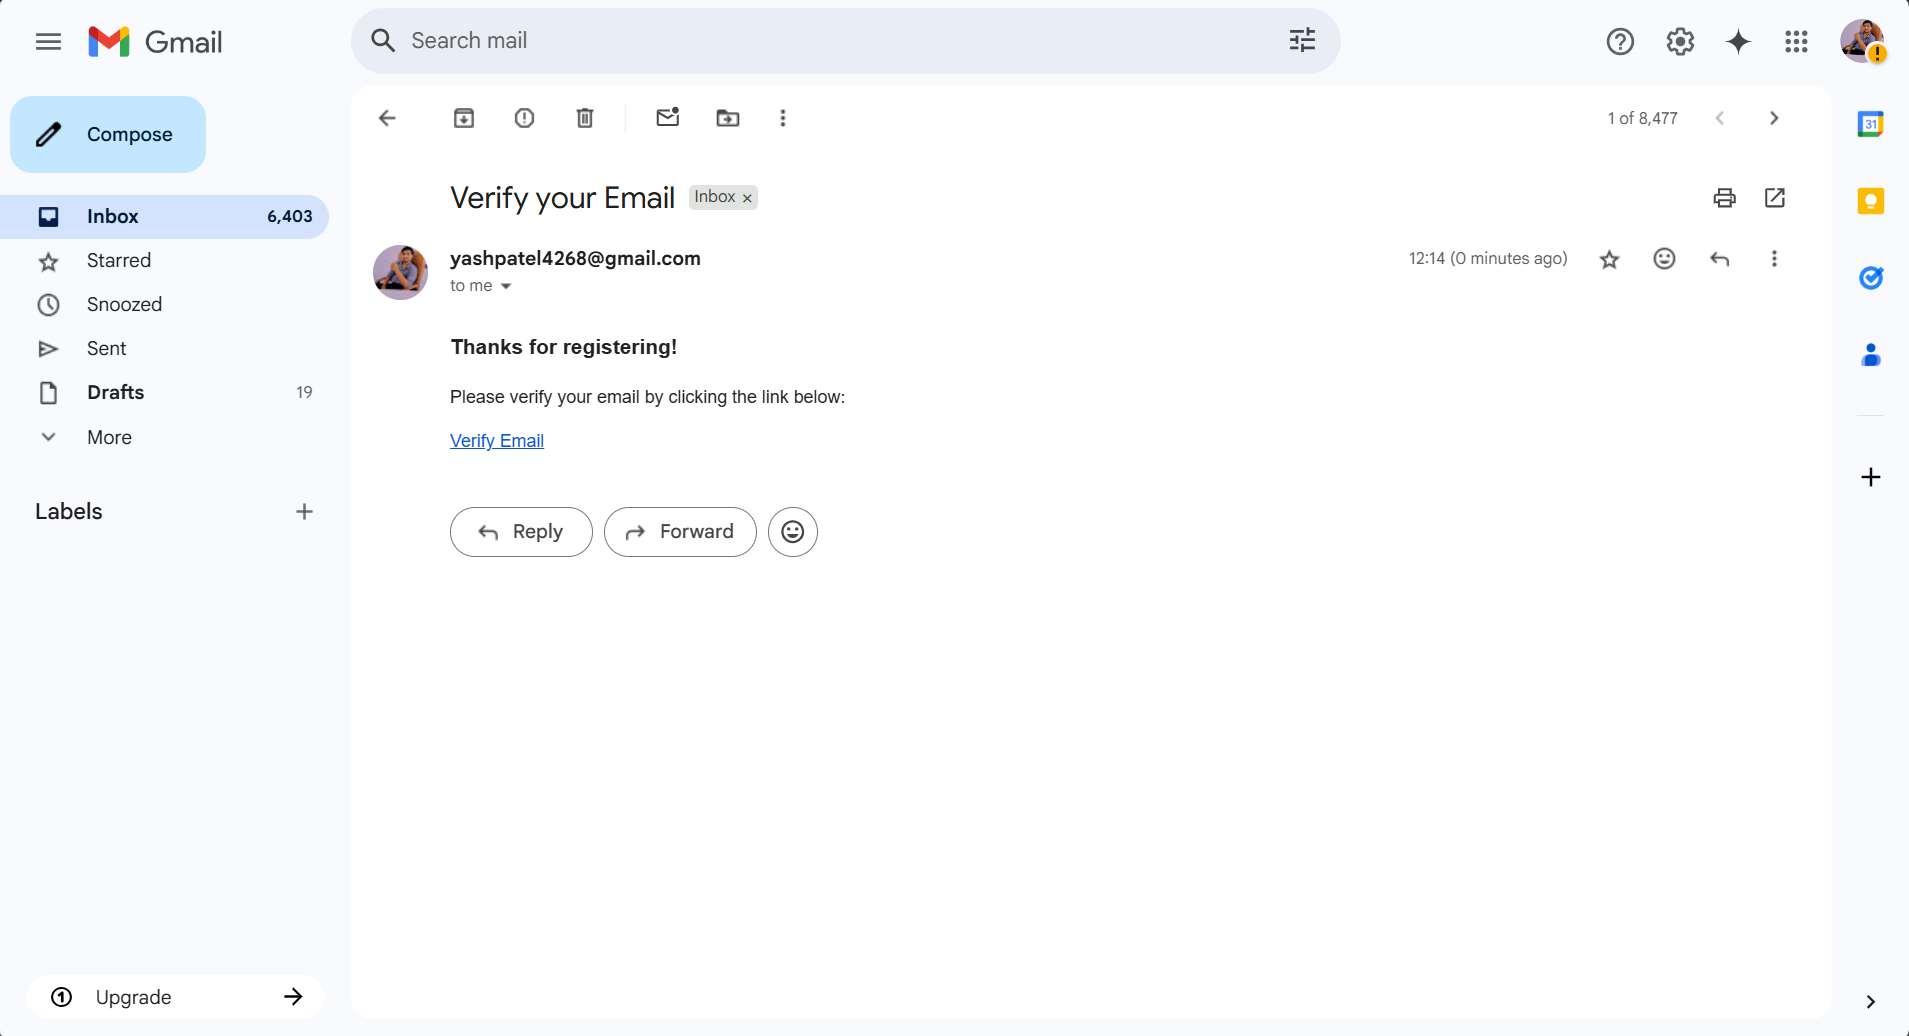 Gmail
Search mail
Compose
1 of 8,477
31
Verify your Email Inbox ×
Inbox 6,403
yashpatel4268@gmail.com
12:14 (0 minutes ago)
to me
Starred
Snoozed
Sent
Drafts 19
More
Labels
Thanks for registering!
Please verify your email by clicking the link below:
Verify Email
Reply
Forward
1 Upgrade